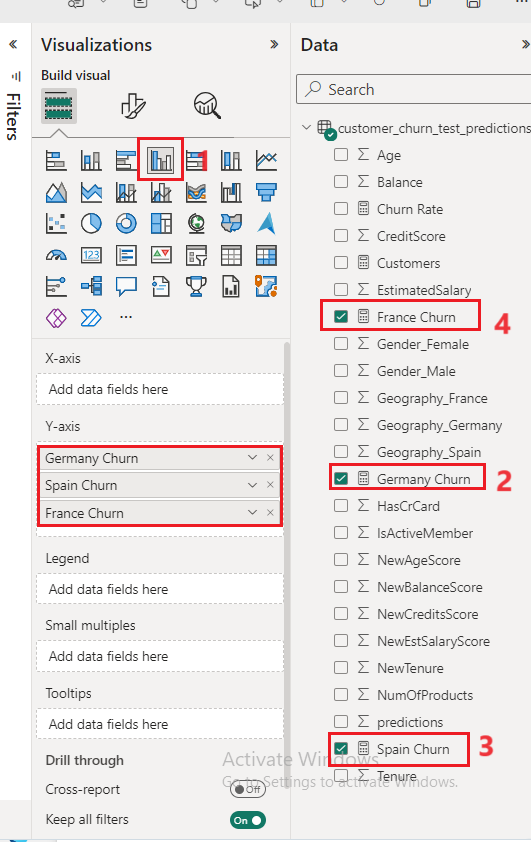 Visualizations
Build visual
1
Filters
123
...
X-axis
Add data fields here
Y-axis
Germany Churn
Spain Churn
France Churn
Legend
Add data fields here
Small multiples
Add data fields here
Tooltips
Add data fields here
Drill through
Cross-report
Off
Keep all filters
On
Data
Search
customer_churn_test_predictions
Age
Balance
Churn Rate
CreditScore
Customers
EstimatedSalary
France Churn
4
Gender_Female
Gender_Male
Geography_France
Geography_Germany
Geography_Spain
Germany Churn
2
HasCrCard
IsActiveMember
NewAgeScore
NewBalanceScore
NewCreditsScore
NewEstSalaryScore
NewTenure
NumOfProducts
predictions
Spain Churn
3
Tenure
Activate Windows
Go to Settings to activate Windows.